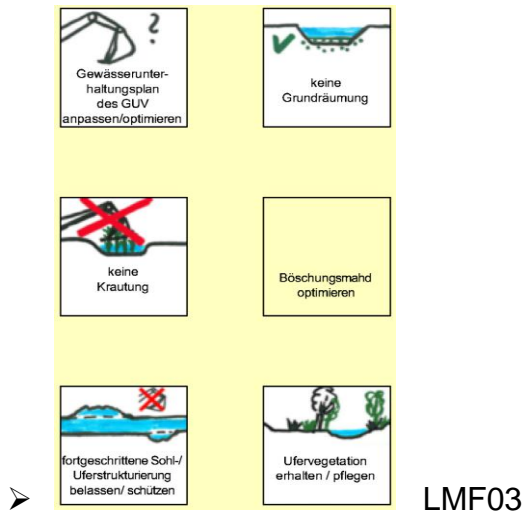 ?
Gewässerunter-
haltungsplan
des GUV
anpassen/optimieren
keine
Grundräumung
keine
Krautung
Böschungsmahd
optimieren
fortgeschrittene Sohl-/
Uferstrukturierung
belassen/ schützen
Ufervegetation
erhalten / pflegen
➢ LMF03